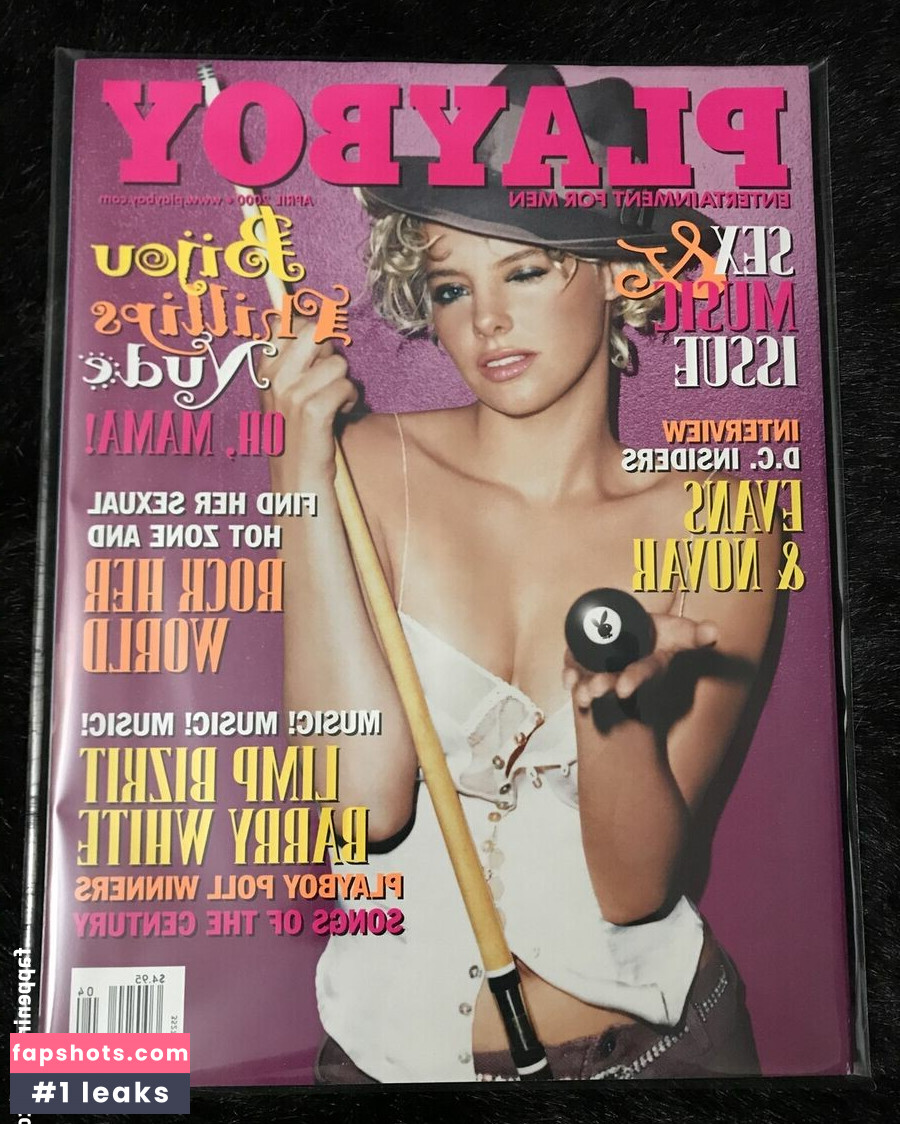 PLAYBOY
ENTERTAINMENT FOR MEN
APRIL 2000 • www.playboy.com
SEX &
MUSIC
ISSUE
INTERVIEW
D.C. INSIDERS
EVANS
& NOVAK
Bijou
Phillips
Nude
OH, MAMA!
FIND HER SEXUAL
HOT ZONE AND
ROCK HER
WORLD
MUSIC! MUSIC! MUSIC!
LIMP BIZKIT
BARRY WHITE
PLAYBOY POLL WINNERS
SONGS OF THE CENTURY
$4.95
04
fapshots.com
#1 leaks